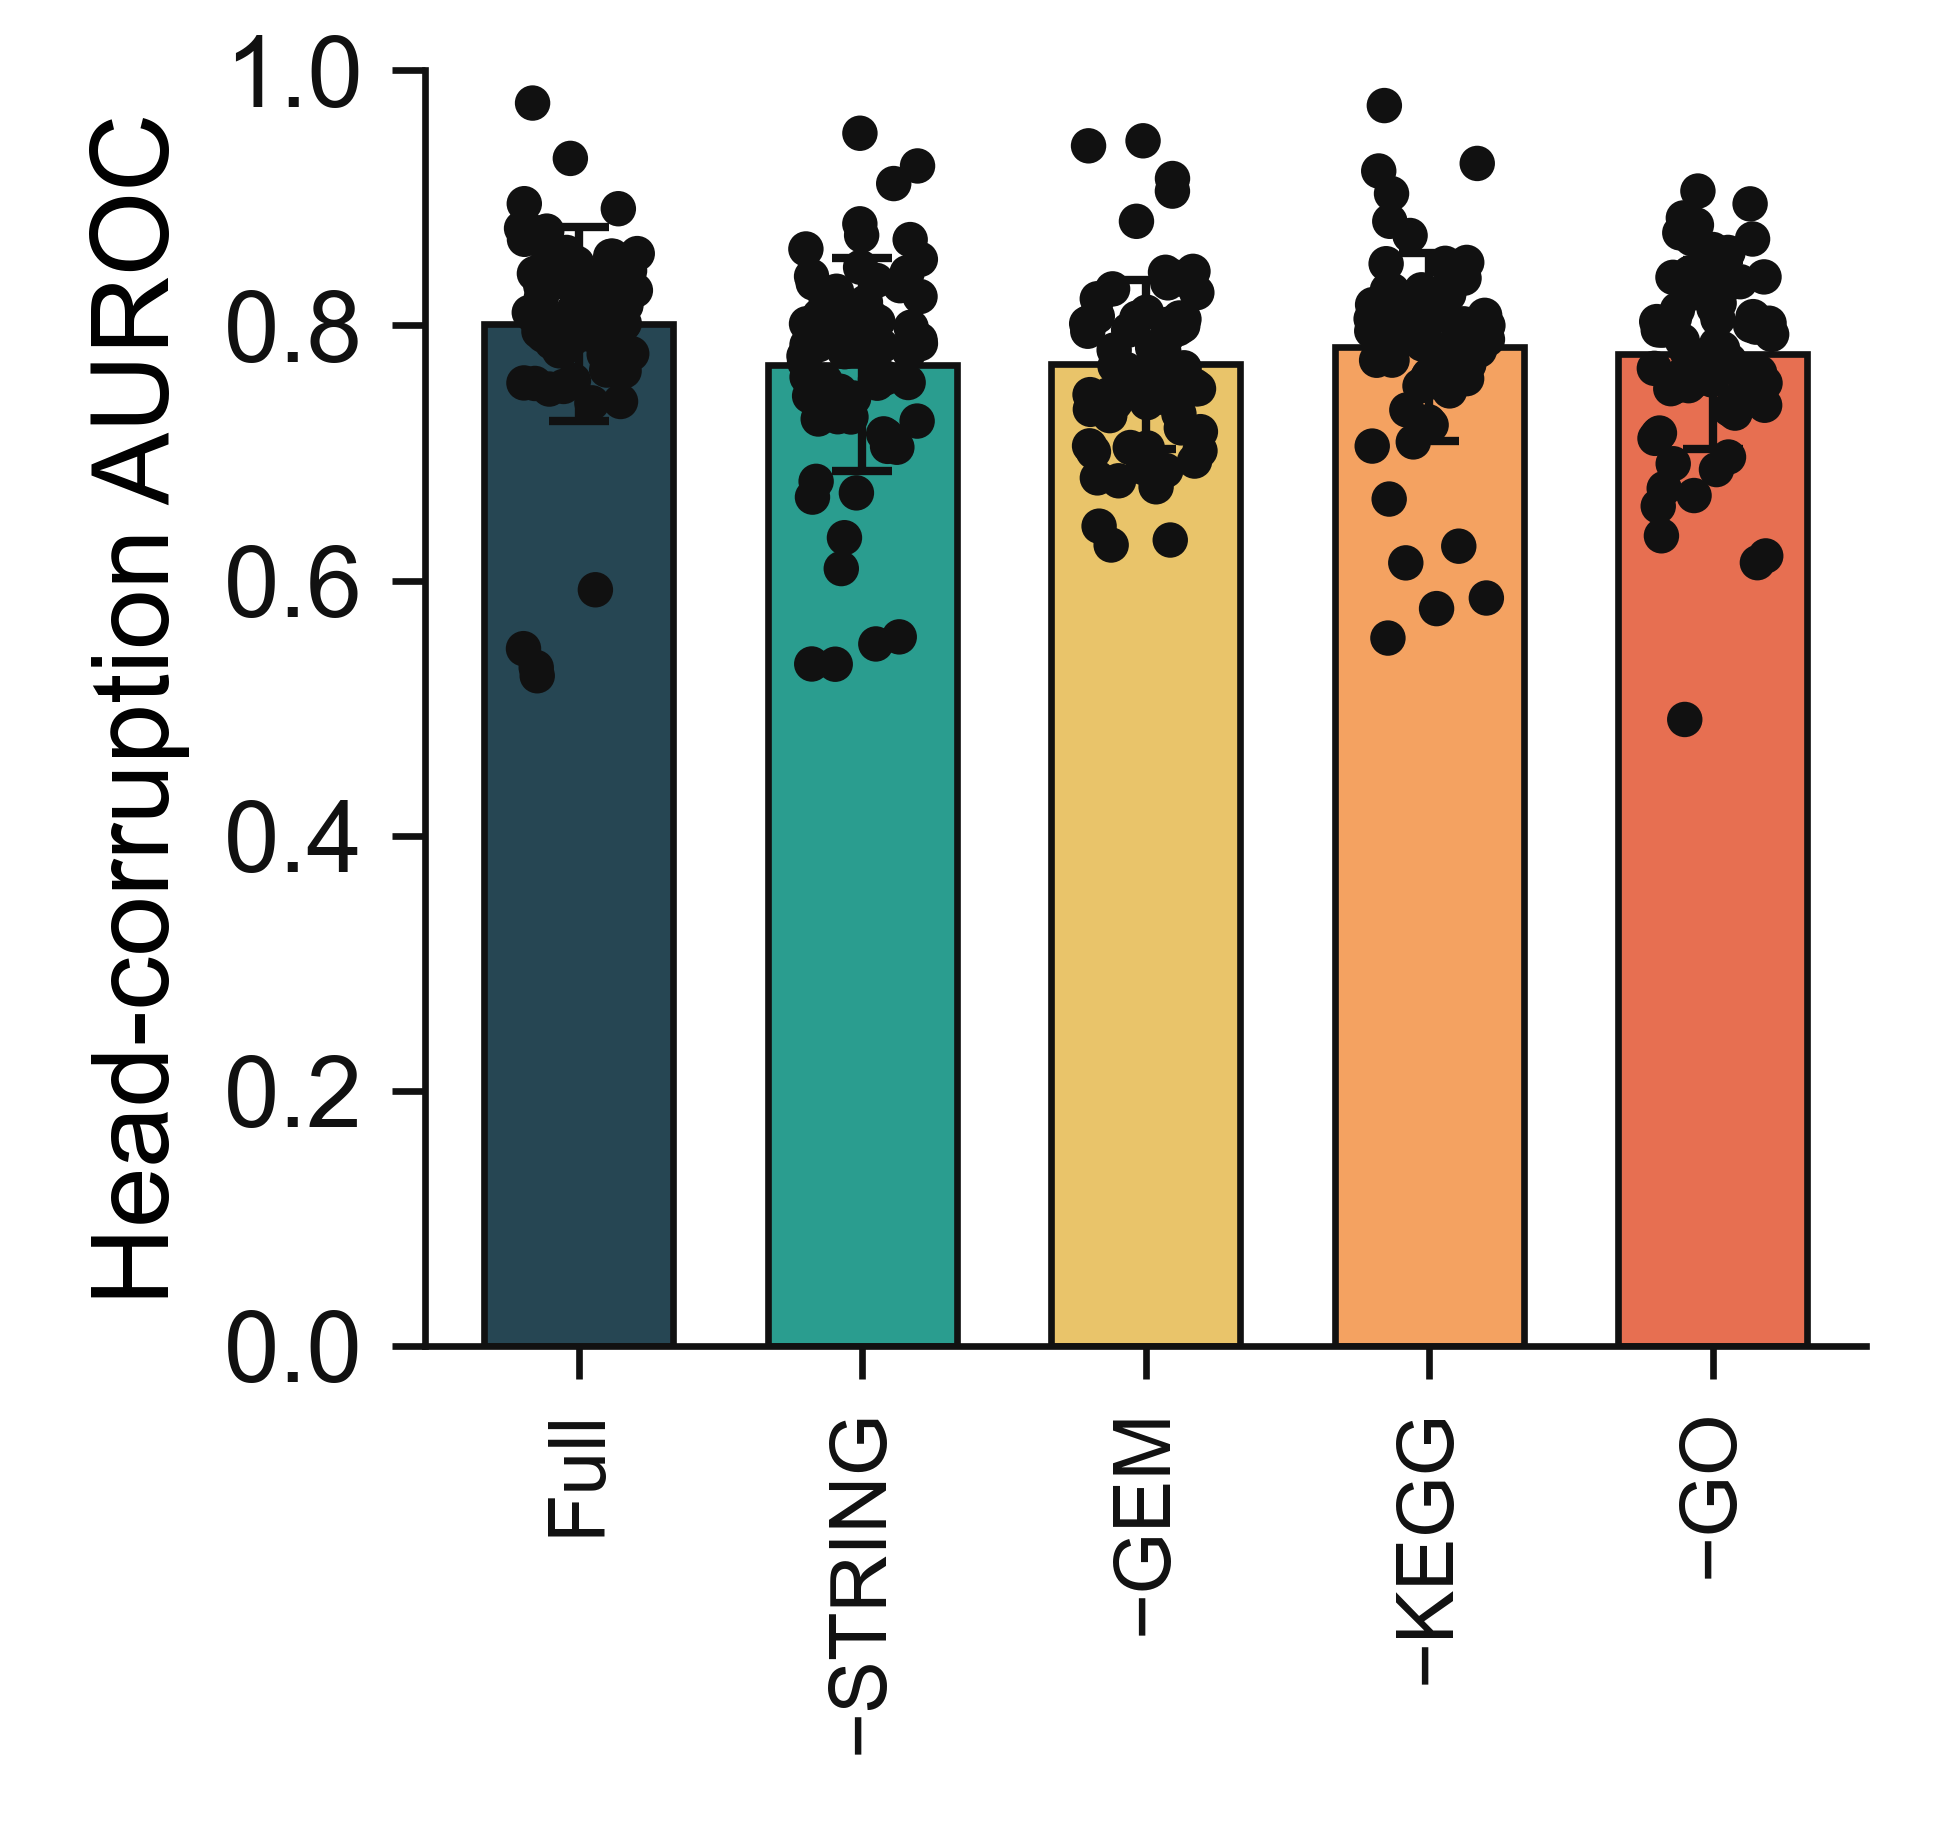 Head-corruption AUROC
1.0
0.8
0.6
0.4
0.2
0.0
Full
−STRING
−GEM
−KEGG
−GO